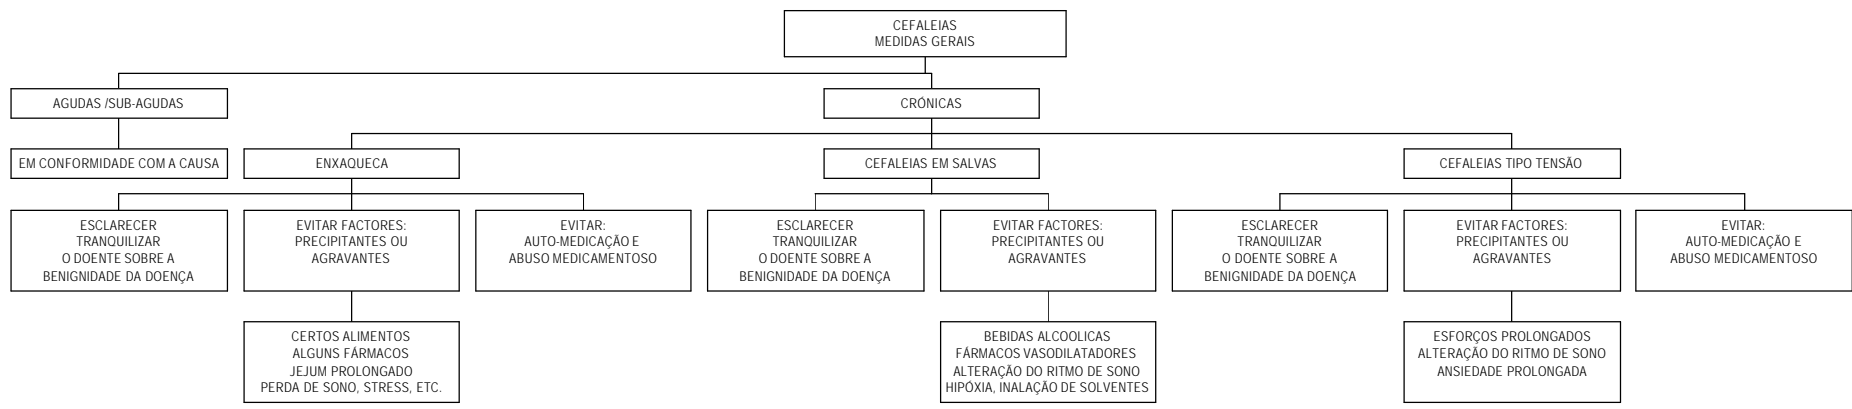 CEFALEIAS
MEDIDAS GERAIS
AGUDAS /SUB-AGUDAS
CRÓNICAS
EM CONFORMIDADE COM A CAUSA
ENXAQUECA
CEFALEIAS EM SALVAS
CEFALEIAS TIPO TENSÃO
ESCLARECER
TRANQUILIZAR
O DOENTE SOBRE A
BENIGNIDADE DA DOENÇA
EVITAR FACTORES:
PRECIPITANTES OU
AGRAVANTES
EVITAR:
AUTO-MEDICAÇÃO E
ABUSO MEDICAMENTOSO
ESCLARECER
TRANQUILIZAR
O DOENTE SOBRE A
BENIGNIDADE DA DOENÇA
EVITAR FACTORES:
PRECIPITANTES OU
AGRAVANTES
ESCLARECER
TRANQUILIZAR
O DOENTE SOBRE A
BENIGNIDADE DA DOENÇA
EVITAR FACTORES:
PRECIPITANTES OU
AGRAVANTES
EVITAR:
AUTO-MEDICAÇÃO E
ABUSO MEDICAMENTOSO
CERTOS ALIMENTOS
ALGUNS FÁRMACOS
JEJUM PROLONGADO
PERDA DE SONO, STRESS, ETC.
BEBIDAS ALCOOLICAS
FÁRMACOS VASODILATADORES
ALTERAÇÃO DO RITMO DE SONO
HIPÓXIA, INALAÇÃO DE SOLVENTES
ESFORÇOS PROLONGADOS
ALTERAÇÃO DO RITMO DE SONO
ANSIEDADE PROLONGADA